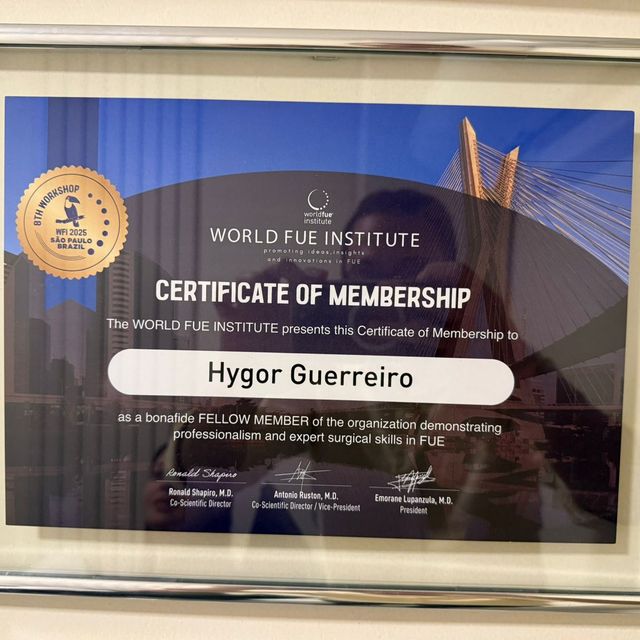 8TH WORKSHOP
WFI 2025
SÃO PAULO
BRAZIL
worldfue
institute
WORLD FUE INSTITUTE
promoting ideas, insights
and innovations in FUE
CERTIFICATE OF MEMBERSHIP
The WORLD FUE INSTITUTE presents this Certificate of Membership to
Hygor Guerreiro
as a bonafide FELLOW MEMBER of the organization demonstrating
professionalism and expert surgical skills in FUE
Ronald Shapiro
Ronald Shapiro, M.D.
Co-Scientific Director
Antonio Ruston, M.D.
Co-Scientific Director / Vice-President
Emorane Lupanzula, M.D.
President